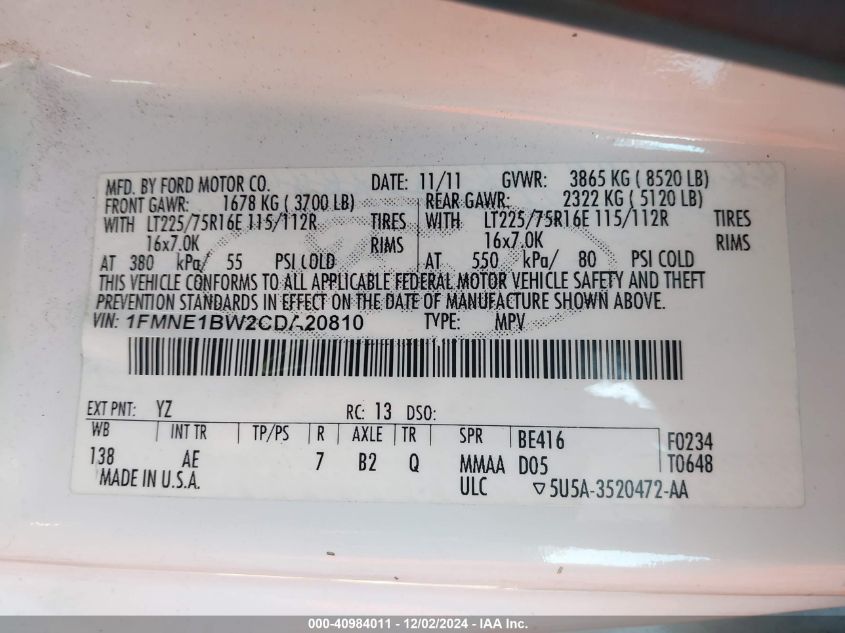 MFD. BY FORD MOTOR CO. DATE: 11/11 GVWR: 3865 KG ( 8520 LB)
FRONT GAWR: 1678 KG ( 3700 LB) REAR GAWR: 2322 KG ( 5120 LB)
WITH LT225/75R16E 115/112R TIRES WITH LT225/75R16E 115/112R TIRES
16x7.0K RIMS 16x7.0K RIMS
AT 380 kPa/ 55 PSI COLD AT 550 kPa/ 80 PSI COLD
THIS VEHICLE CONFORMS TO ALL APPLICABLE FEDERAL MOTOR VEHICLE SAFETY AND THEFT
PREVENTION STANDARDS IN EFFECT ON THE DATE OF MANUFACTURE SHOWN ABOVE.
VIN: 1FMNE1BW2CDA20810 TYPE: MPV
EXT PNT: YZ RC: 13 DSO:
WB INT TR TP/PS R AXLE TR SPR BE416 F0234
138 AE 7 B2 Q MMAA D05 T0648
MADE IN U.S.A. ULC ▽5U5A-3520472-AA
000-40984011 - 12/02/2024 - IAA Inc.